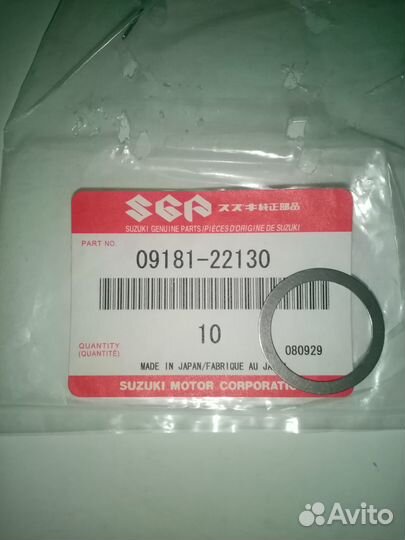 SGP スズキ純正部品
SUZUKI GENUINE PARTS/PIECES D'ORIGINE DE SUZUKI
PART NO.
09181-22130
QUANTITY
(QUANTITÉ)
10
080929
MADE IN JAPAN/FABRIQUE AU
SUZUKI MOTOR CORPORATION
Avito